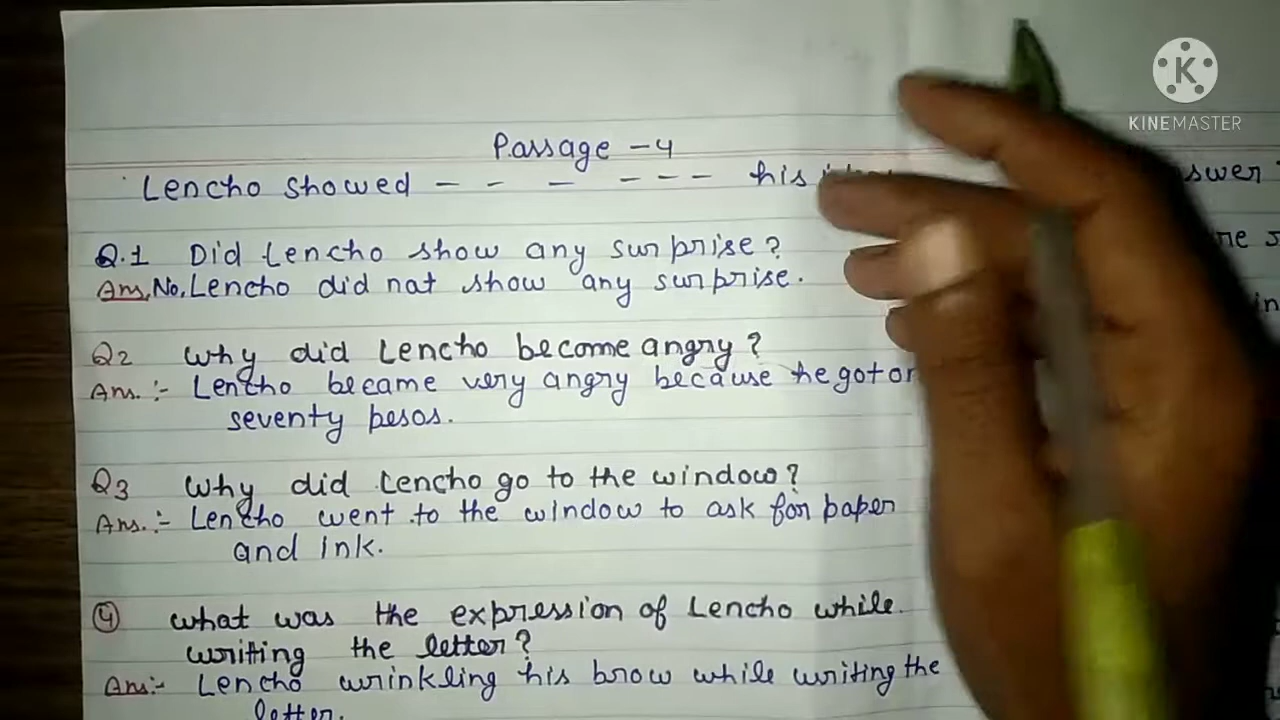 K
KINEMASTER
Passage - 4
Lencho showed - - - - - - his
swer
Q.1 Did Lencho show any surprise?
Ans. No, Lencho did not show any surprise.
Q2 Why did Lencho become angry?
Ans. :- Lencho became very angry because he got
seventy pesos.
Q3 Why did Lencho go to the window?
Ans. :- Lencho went to the window to ask for paper
and ink.
4 What was the expression of Lencho while
writing the letter?
Ans:- Lencho wrinkling his brow while writing the
letter.